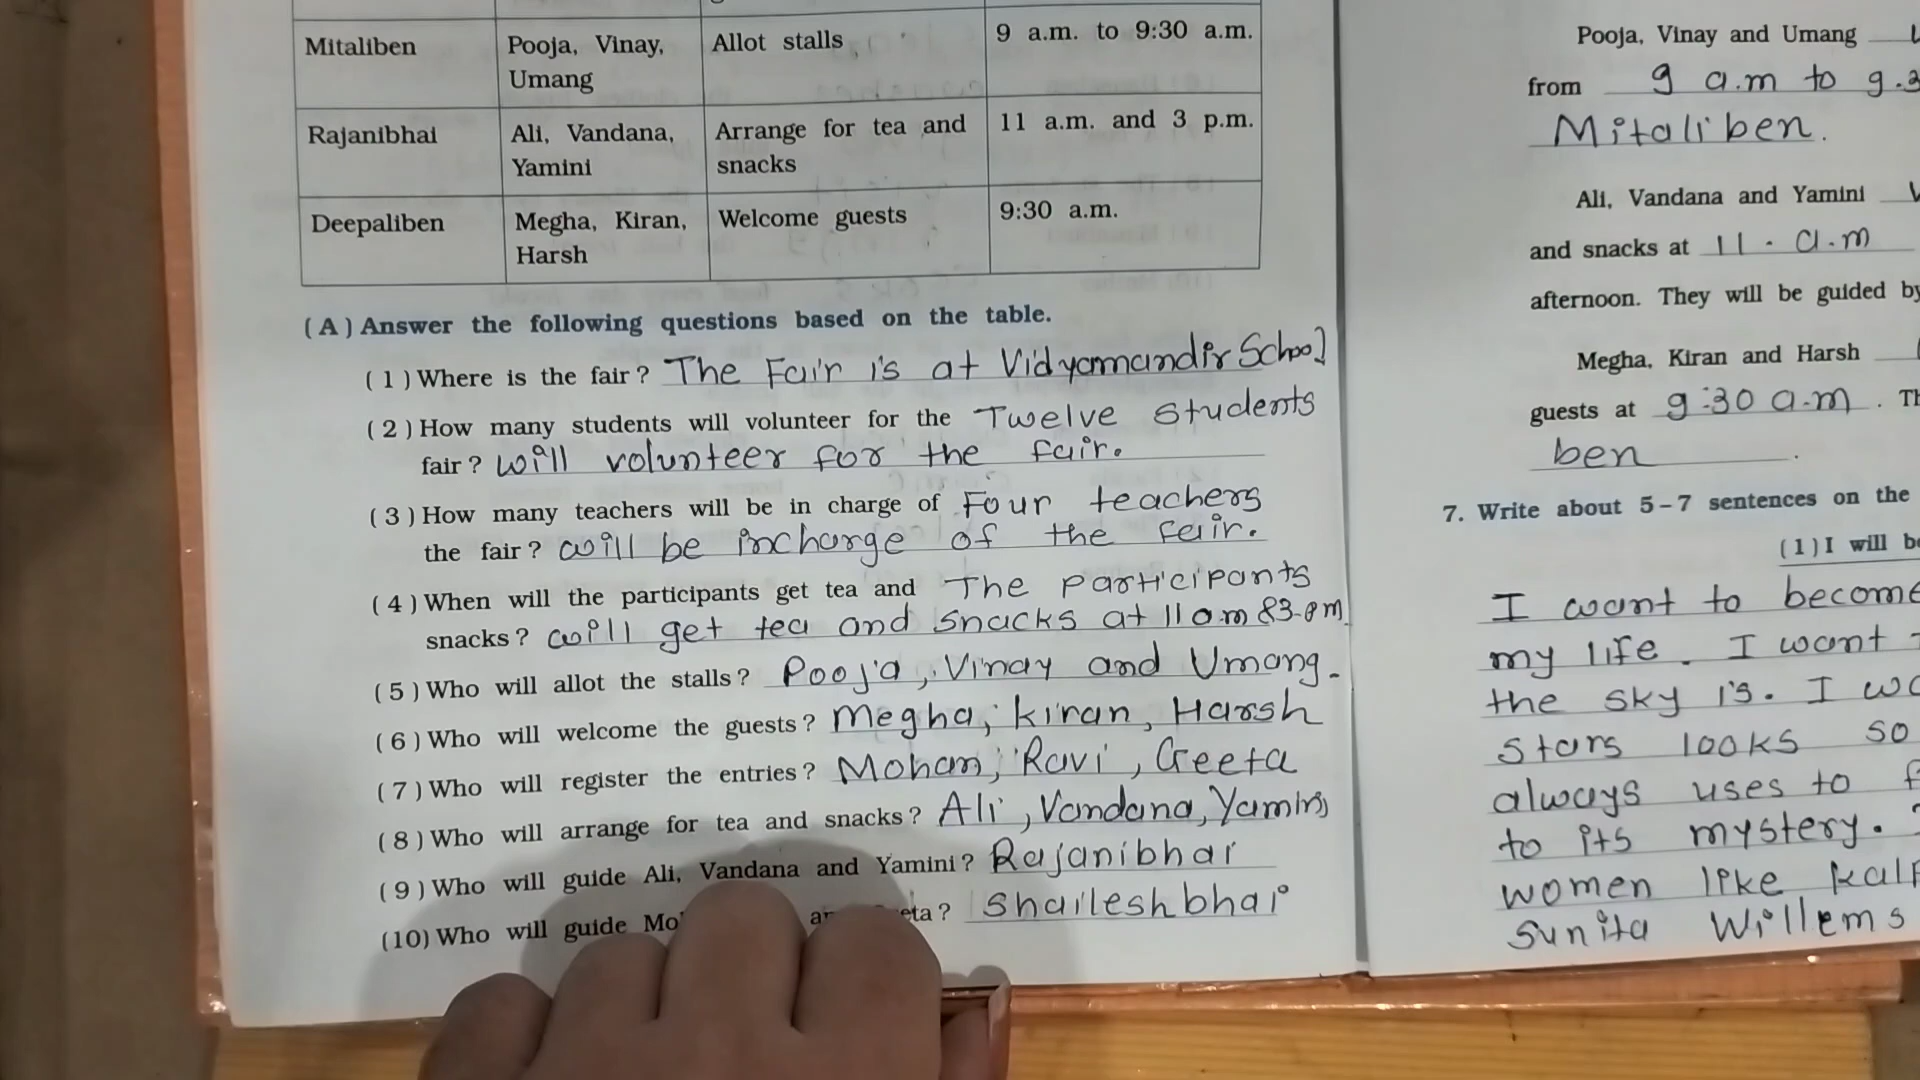 Mitaliben Pooja, Vinay, Allot stalls 9 a.m. to 9:30 a.m.
Umang
Rajanibhai Ali, Vandana, Arrange for tea and 11 a.m. and 3 p.m.
Yamini snacks
Deepaliben Megha, Kiran, Welcome guests 9:30 a.m.
Harsh
(A) Answer the following questions based on the table.
(1) Where is the fair? The Fair is at Vidyamandir School
(2) How many students will volunteer for the Twelve students
fair? will volunteer for the fair.
(3) How many teachers will be in charge of Four teachers
the fair? will be incharge of the fair.
(4) When will the participants get tea and The participants
snacks? will get tea and snacks at 11 a.m & 3.pm
(5) Who will allot the stalls? Pooja, Vinay and Umang.
(6) Who will welcome the guests? Megha, kiran, Harsh
(7) Who will register the entries? Mohan, Ravi, Geeta
(8) Who will arrange for tea and snacks? Ali, Vandana, Yamini
(9) Who will guide Ali, Vandana and Yamini? Rajanibhai
(10) Who will guide shaileshbhai
Pooja, Vinay and Umang
from 9 a.m to
Mitaliben.
Ali, Vandana and Yamini
and snacks at 11. a.m
afternoon. They will be guided by
Megha, Kiran and Harsh
guests at 9:30 a.m.
ben.
7. Write about 5-7 sentences on the
(1) I will
I want to become
my life. I want
the sky is. I
stars looks so
always uses to
to its mystery.
women like
Sunita Willems